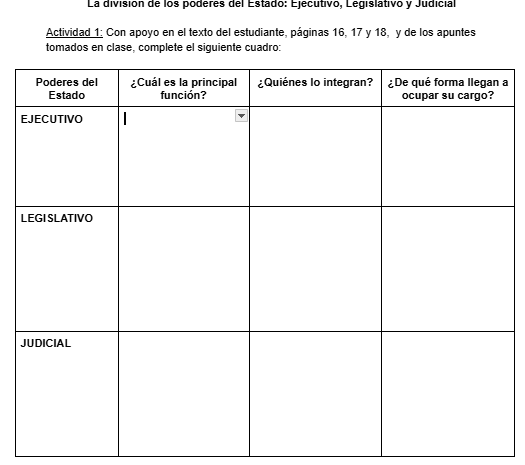 La división de los poderes del Estado: Ejecutivo, Legislativo y Judicial
Actividad 1: Con apoyo en el texto del estudiante, páginas 16, 17 y 18, y de los apuntes
tomados en clase, complete el siguiente cuadro:
Poderes del
Estado
¿Cuál es la principal
función?
¿Quiénes lo integran?
¿De qué forma llegan a
ocupar su cargo?
EJECUTIVO
LEGISLATIVO
JUDICIAL